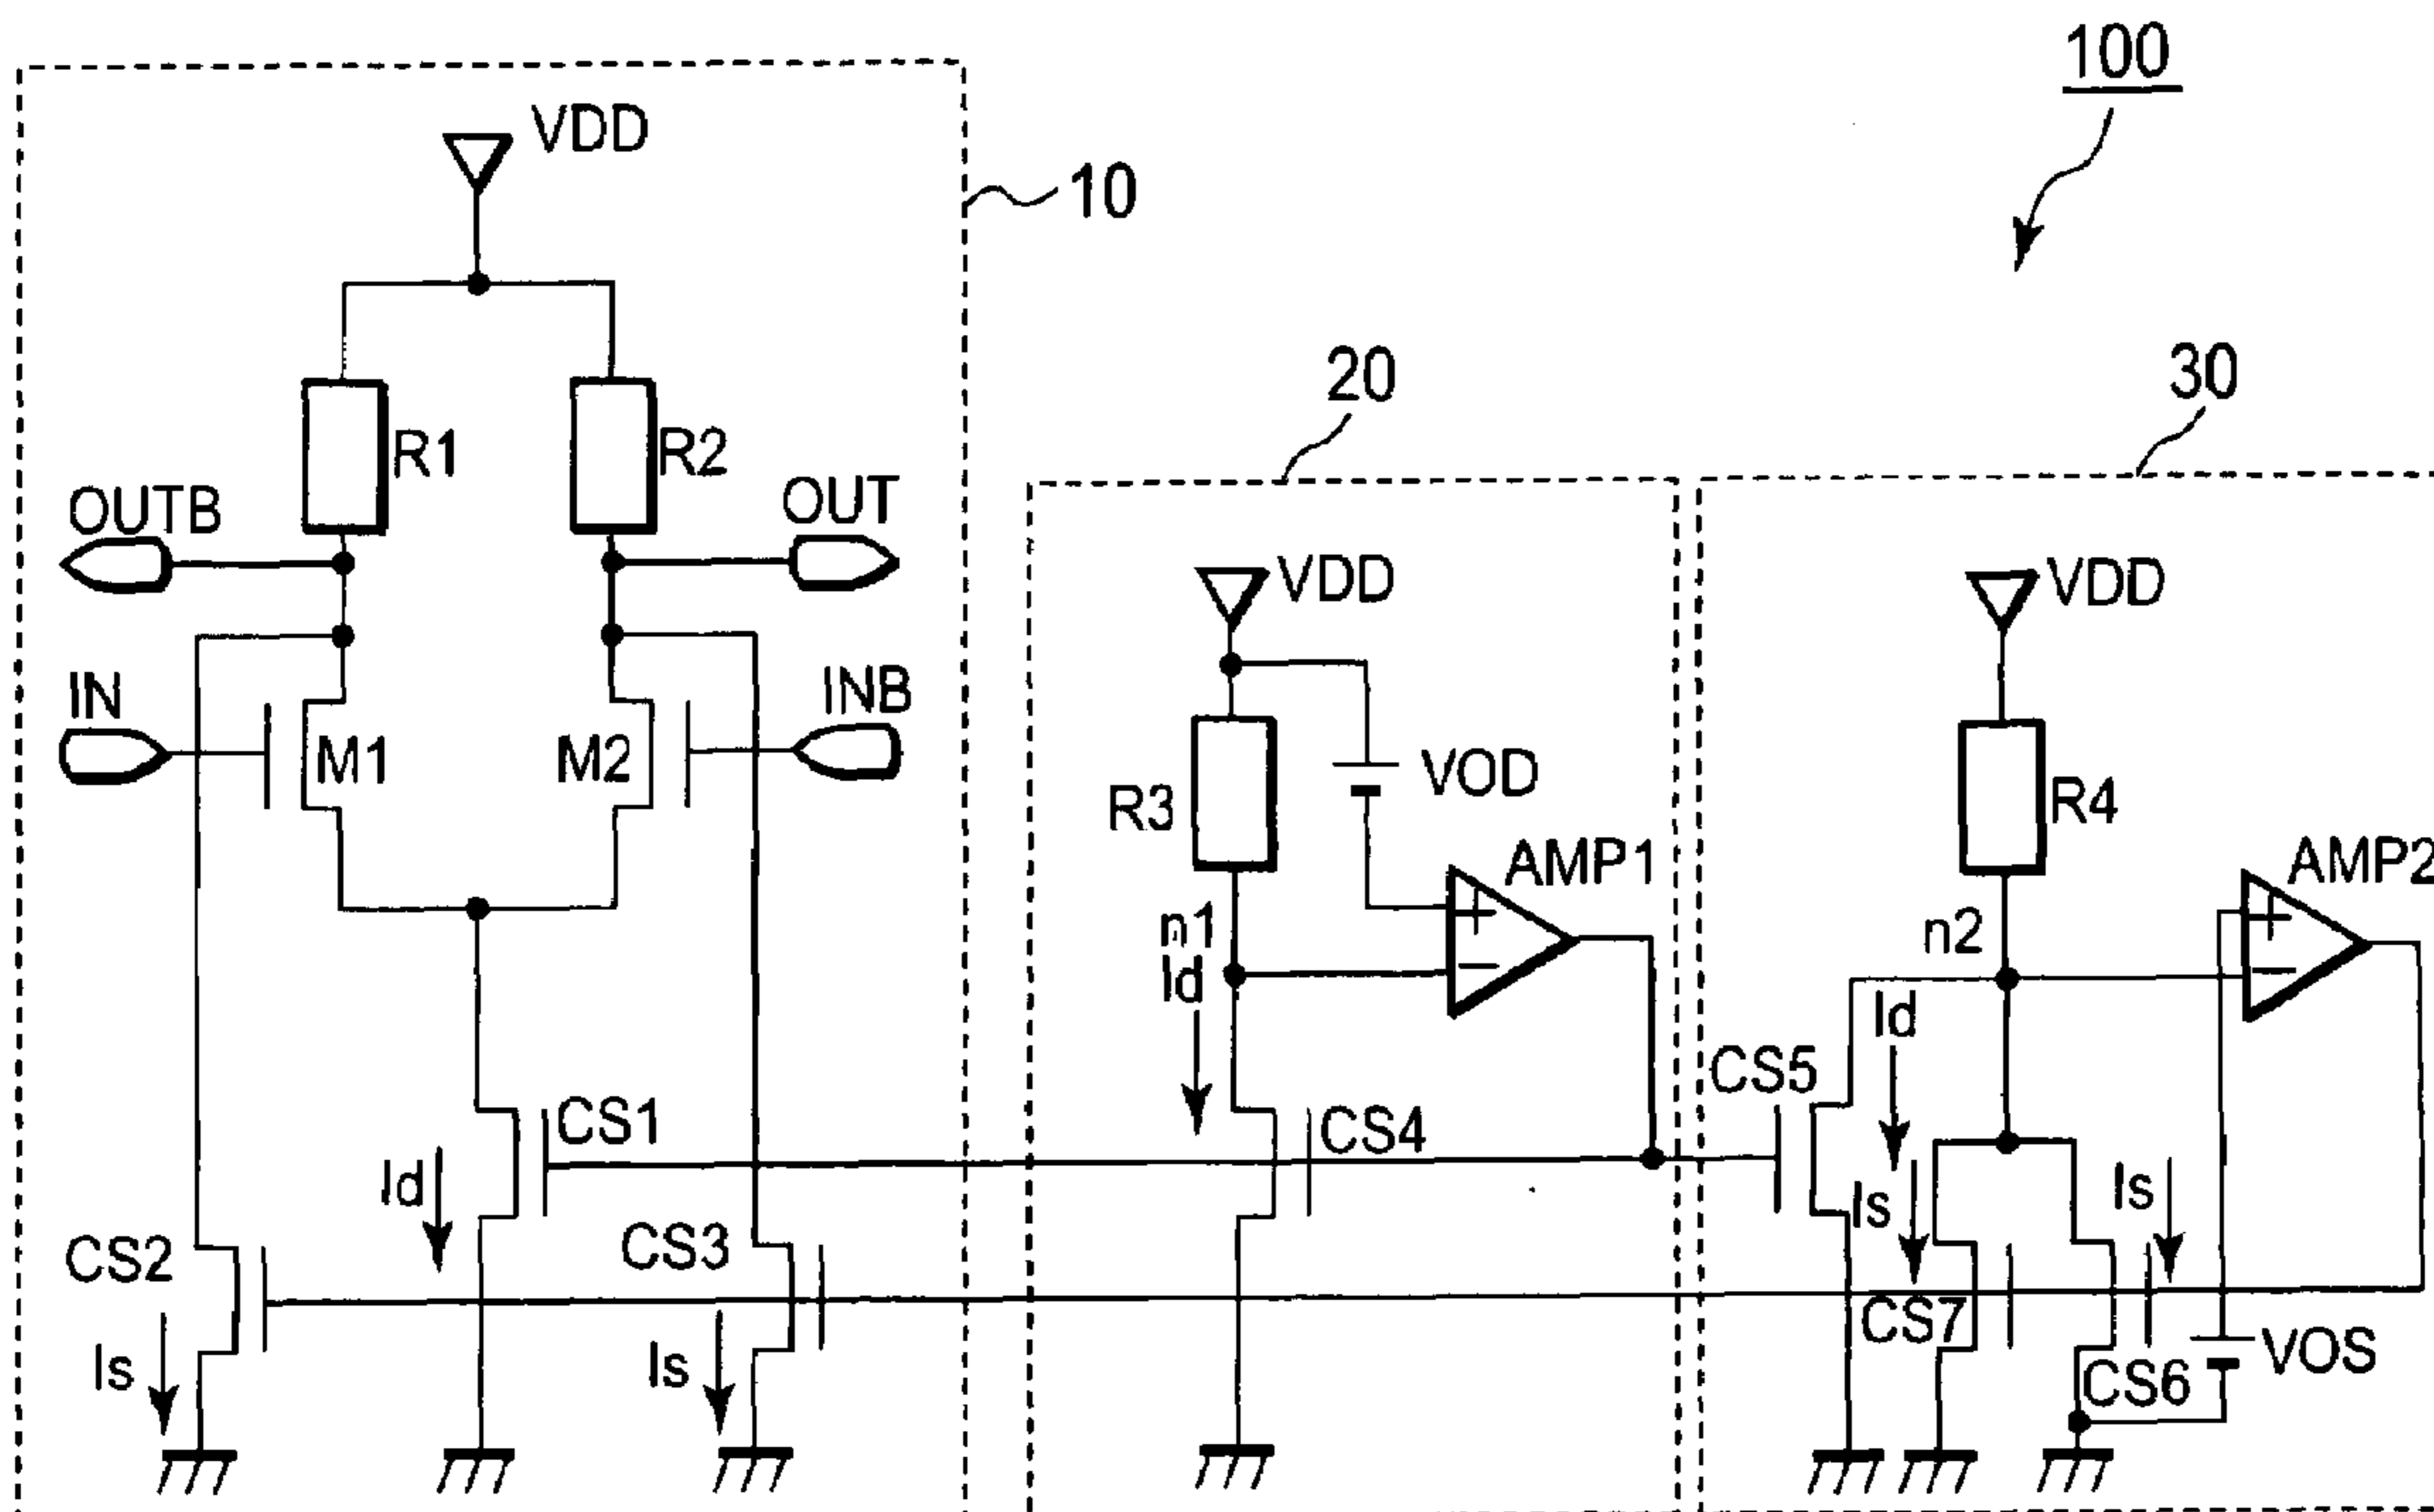 100
VDD
10
R1
R2
OUTB
OUT
IN
INB
M1
M2
CS1
Id
CS2
CS3
Is
Is
20
VDD
VOD
R3
AMP1
+
−
n1
Id
CS4
30
VDD
R4
AMP2
+
−
n2
Id
CS5
Is
Is
CS7
CS6
VOS